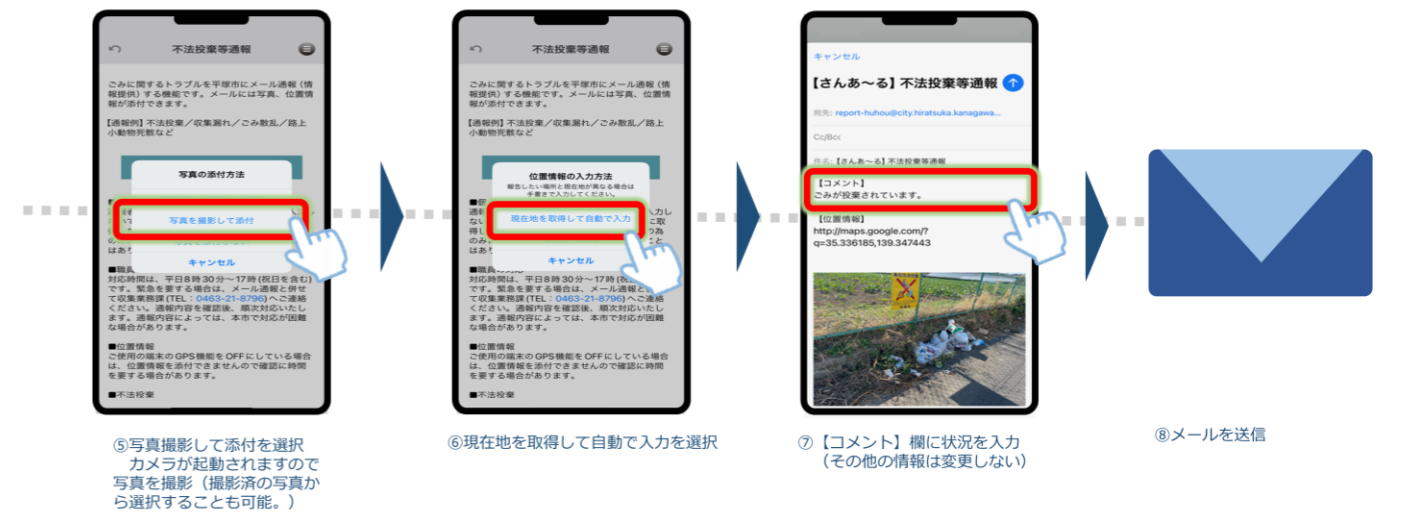 不法投棄等通報
ごみに関するトラブルを平塚市にメール通報(情
報提供)する機能です。メールには写真、位置情
報が添付できます。
【通報例】不法投棄/収集漏れ/ごみ散乱/路上
小動物死骸など
写真の添付方法
写真を撮影して添付
キャンセル
はあり
■職員
対応時間は、平日8時30分~17時(祝日を含む)
です。緊急を要する場合は、メール通報と併せ
て収集業務課(TEL:0463-21-8796)へご連絡
ください。通報内容を確認後、順次対応いたし
ます。通報内容によっては、本市で対応が困難
な場合があります。
■位置情報
ご使用の端末のGPS機能をOFFにしている場合
は、位置情報を添付できませんので確認に時間
を要する場合があります。
■不法投棄
⑤写真撮影して添付を選択
カメラが起動されますので
写真を撮影(撮影済の写真か
ら選択することも可能。)
不法投棄等通報
ごみに関するトラブルを平塚市にメール通報(情
報提供)する機能です。メールには写真、位置情
報が添付できます。
【通報例】不法投棄/収集漏れ/ごみ散乱/路上
小動物死骸など
位置情報の入力方法
報告したい場所と現在地が異なる場合は
手書きで入力してください。
現在地を取得して自動で入力
キャンセル
はあり
■職員の対応
対応時間は、平日8時30分~17時(祝
です。緊急を要する場合は、メール通報と
て収集業務課(TEL:0463-21-8796)へご連絡
ください。通報内容を確認後、順次対応いたし
ます。通報内容によっては、本市で対応が困難
な場合があります。
■位置情報
ご使用の端末のGPS機能をOFFにしている場合
は、位置情報を添付できませんので確認に時間
を要する場合があります。
■不法投棄
⑥現在地を取得して自動で入力を選択
キャンセル
【さんあ~る】不法投棄等通報
宛先: report-huhou@city.hiratsuka.kanagawa...
Cc/Bcc
件名:【さんあ~る】不法投棄等通報
【コメント】
ごみが投棄されています。
【位置情報】
http://maps.google.com/?
q=35.336185,139.347443
⑦【コメント】欄に状況を入力
(その他の情報は変更しない)
⑧メールを送信